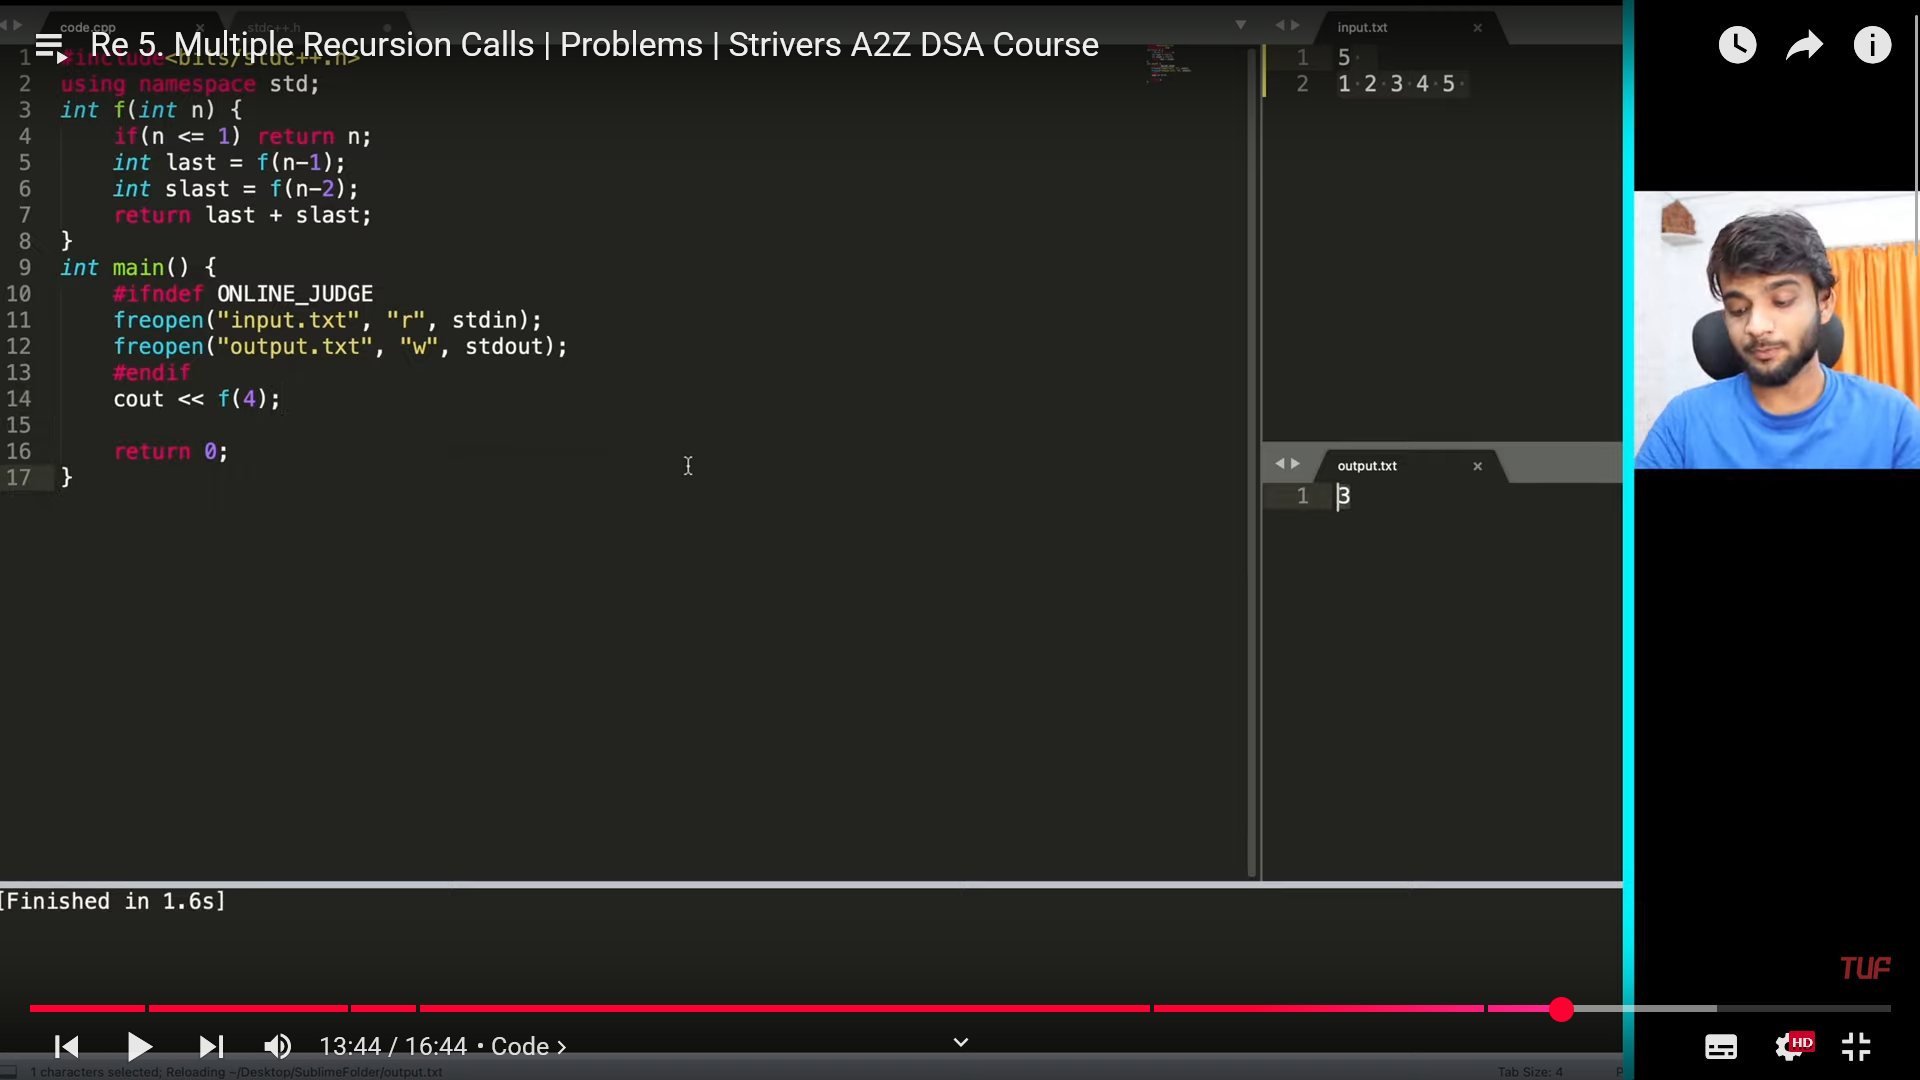 code.cpp
stdc++.h
Re 5. Multiple Recursion Calls | Problems | Strivers A2Z DSA Course
1 #include<bits/stdc++.h>
2 using namespace std;
3 int f(int n) {
4 if(n <= 1) return n;
5 int last = f(n-1);
6 int slast = f(n-2);
7 return last + slast;
8 }
9 int main() {
10 #ifndef ONLINE_JUDGE
11 freopen("input.txt", "r", stdin);
12 freopen("output.txt", "w", stdout);
13 #endif
14 cout << f(4);
15
16 return 0;
17 }
input.txt
1 5
2 1 2 3 4 5
output.txt
1 3
[Finished in 1.6s]
TUF
13:44 / 16:44 • Code >
HD
1 characters selected; Reloading ~/Desktop/SublimeFolder/output.txt
Tab Size: 4